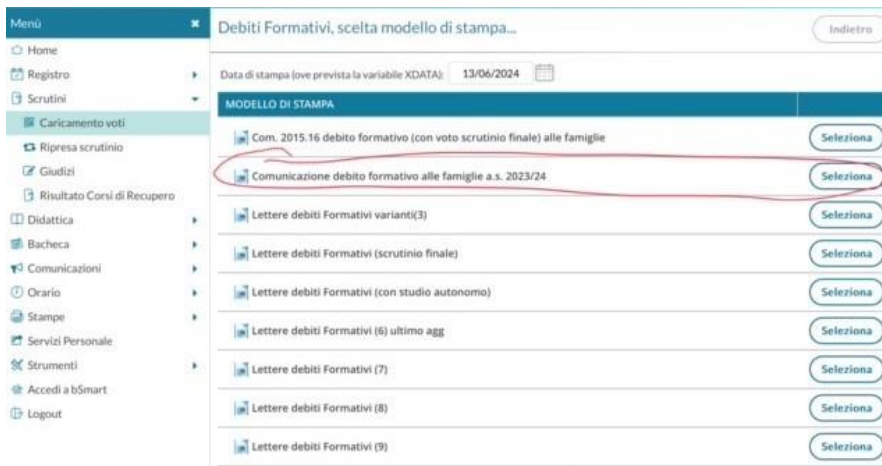 Menù
Home
Registro
Scrutini
Caricamento voti
Ripresa scrutinio
Giudizi
Risultato Corsi di Recupero
Didattica
Bacheca
Comunicazioni
Orario
Stampe
Servizi Personale
Strumenti
Accedi a bSmart
Logout
Debiti Formativi, scelta modello di stampa...
Indietro
Data di stampa (ove prevista la variabile XDATA): 13/06/2024
MODELLO DI STAMPA
Com. 2015.16 debito formativo (con voto scrutinio finale) alle famiglie Seleziona
Comunicazione debito formativo alle famiglie a.s. 2023/24 Seleziona
Lettere debiti Formativi varianti(3) Seleziona
Lettere debiti Formativi (scrutinio finale) Seleziona
Lettere debiti Formativi (con studio autonomo) Seleziona
Lettere debiti Formativi (6) ultimo agg Seleziona
Lettere debiti Formativi (7) Seleziona
Lettere debiti Formativi (8) Seleziona
Lettere debiti Formativi (9) Seleziona